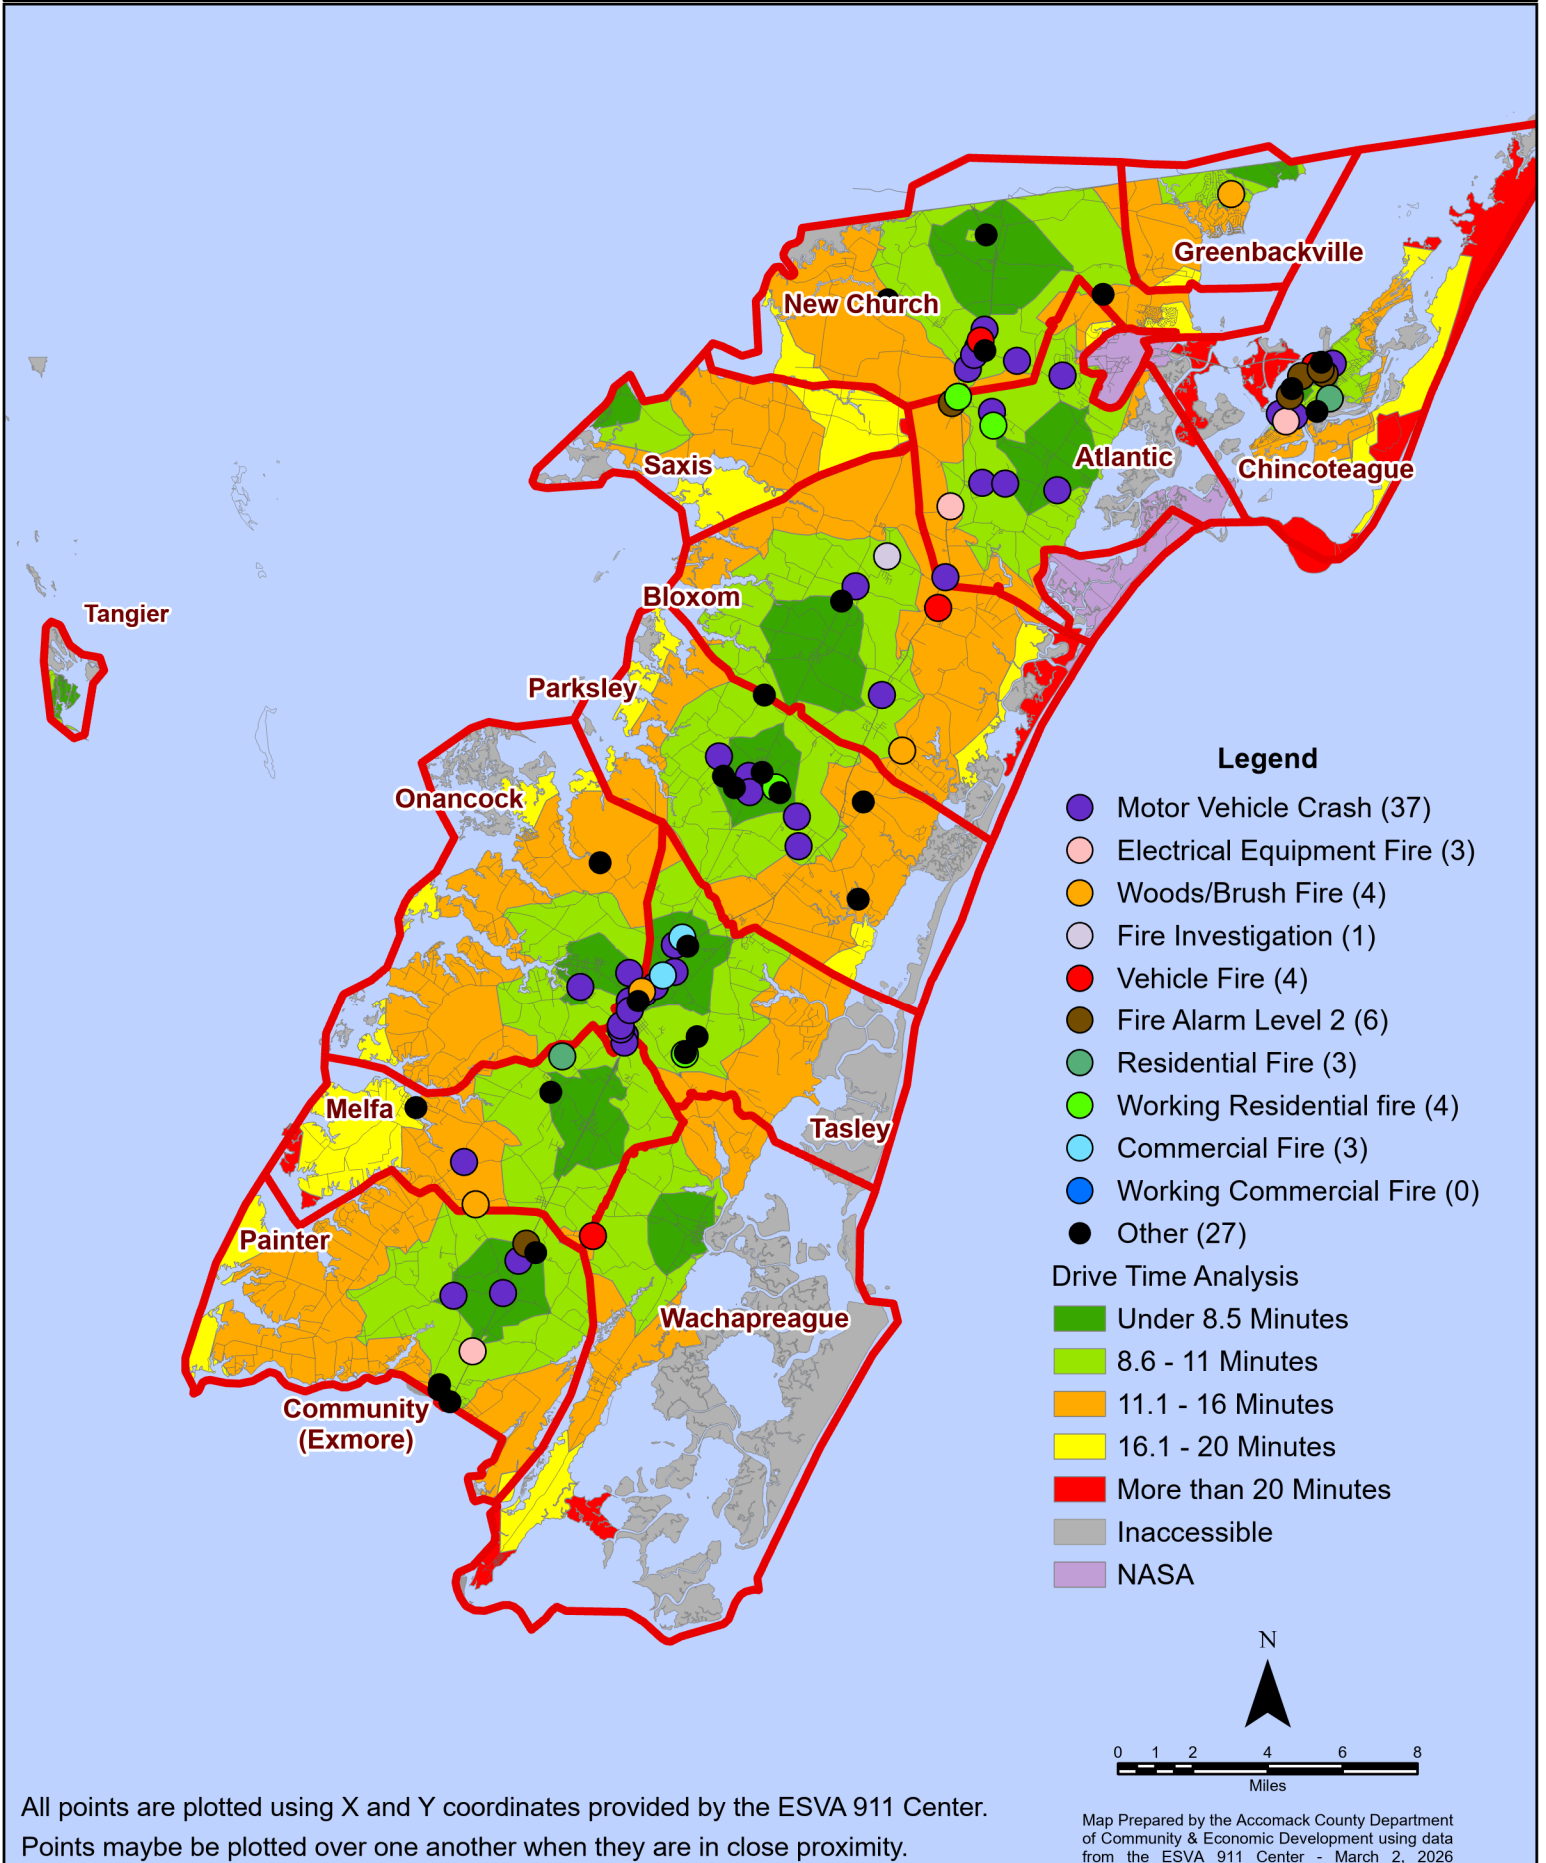 Greenbackville
New Church
Saxis
Atlantic
Chincoteague
Bloxom
Tangier
Parksley
Onancock
Melfa
Tasley
Painter
Wachapreague
Community
(Exmore)
Legend
Motor Vehicle Crash (37)
Electrical Equipment Fire (3)
Woods/Brush Fire (4)
Fire Investigation (1)
Vehicle Fire (4)
Fire Alarm Level 2 (6)
Residential Fire (3)
Working Residential fire (4)
Commercial Fire (3)
Working Commercial Fire (0)
Other (27)
Drive Time Analysis
Under 8.5 Minutes
8.6 - 11 Minutes
11.1 - 16 Minutes
16.1 - 20 Minutes
More than 20 Minutes
Inaccessible
NASA
N
0 1 2 4 6 8
Miles
All points are plotted using X and Y coordinates provided by the ESVA 911 Center.
Points maybe be plotted over one another when they are in close proximity.
Map Prepared by the Accomack County Department
of Community & Economic Development using data
from the ESVA 911 Center - March 2, 2026